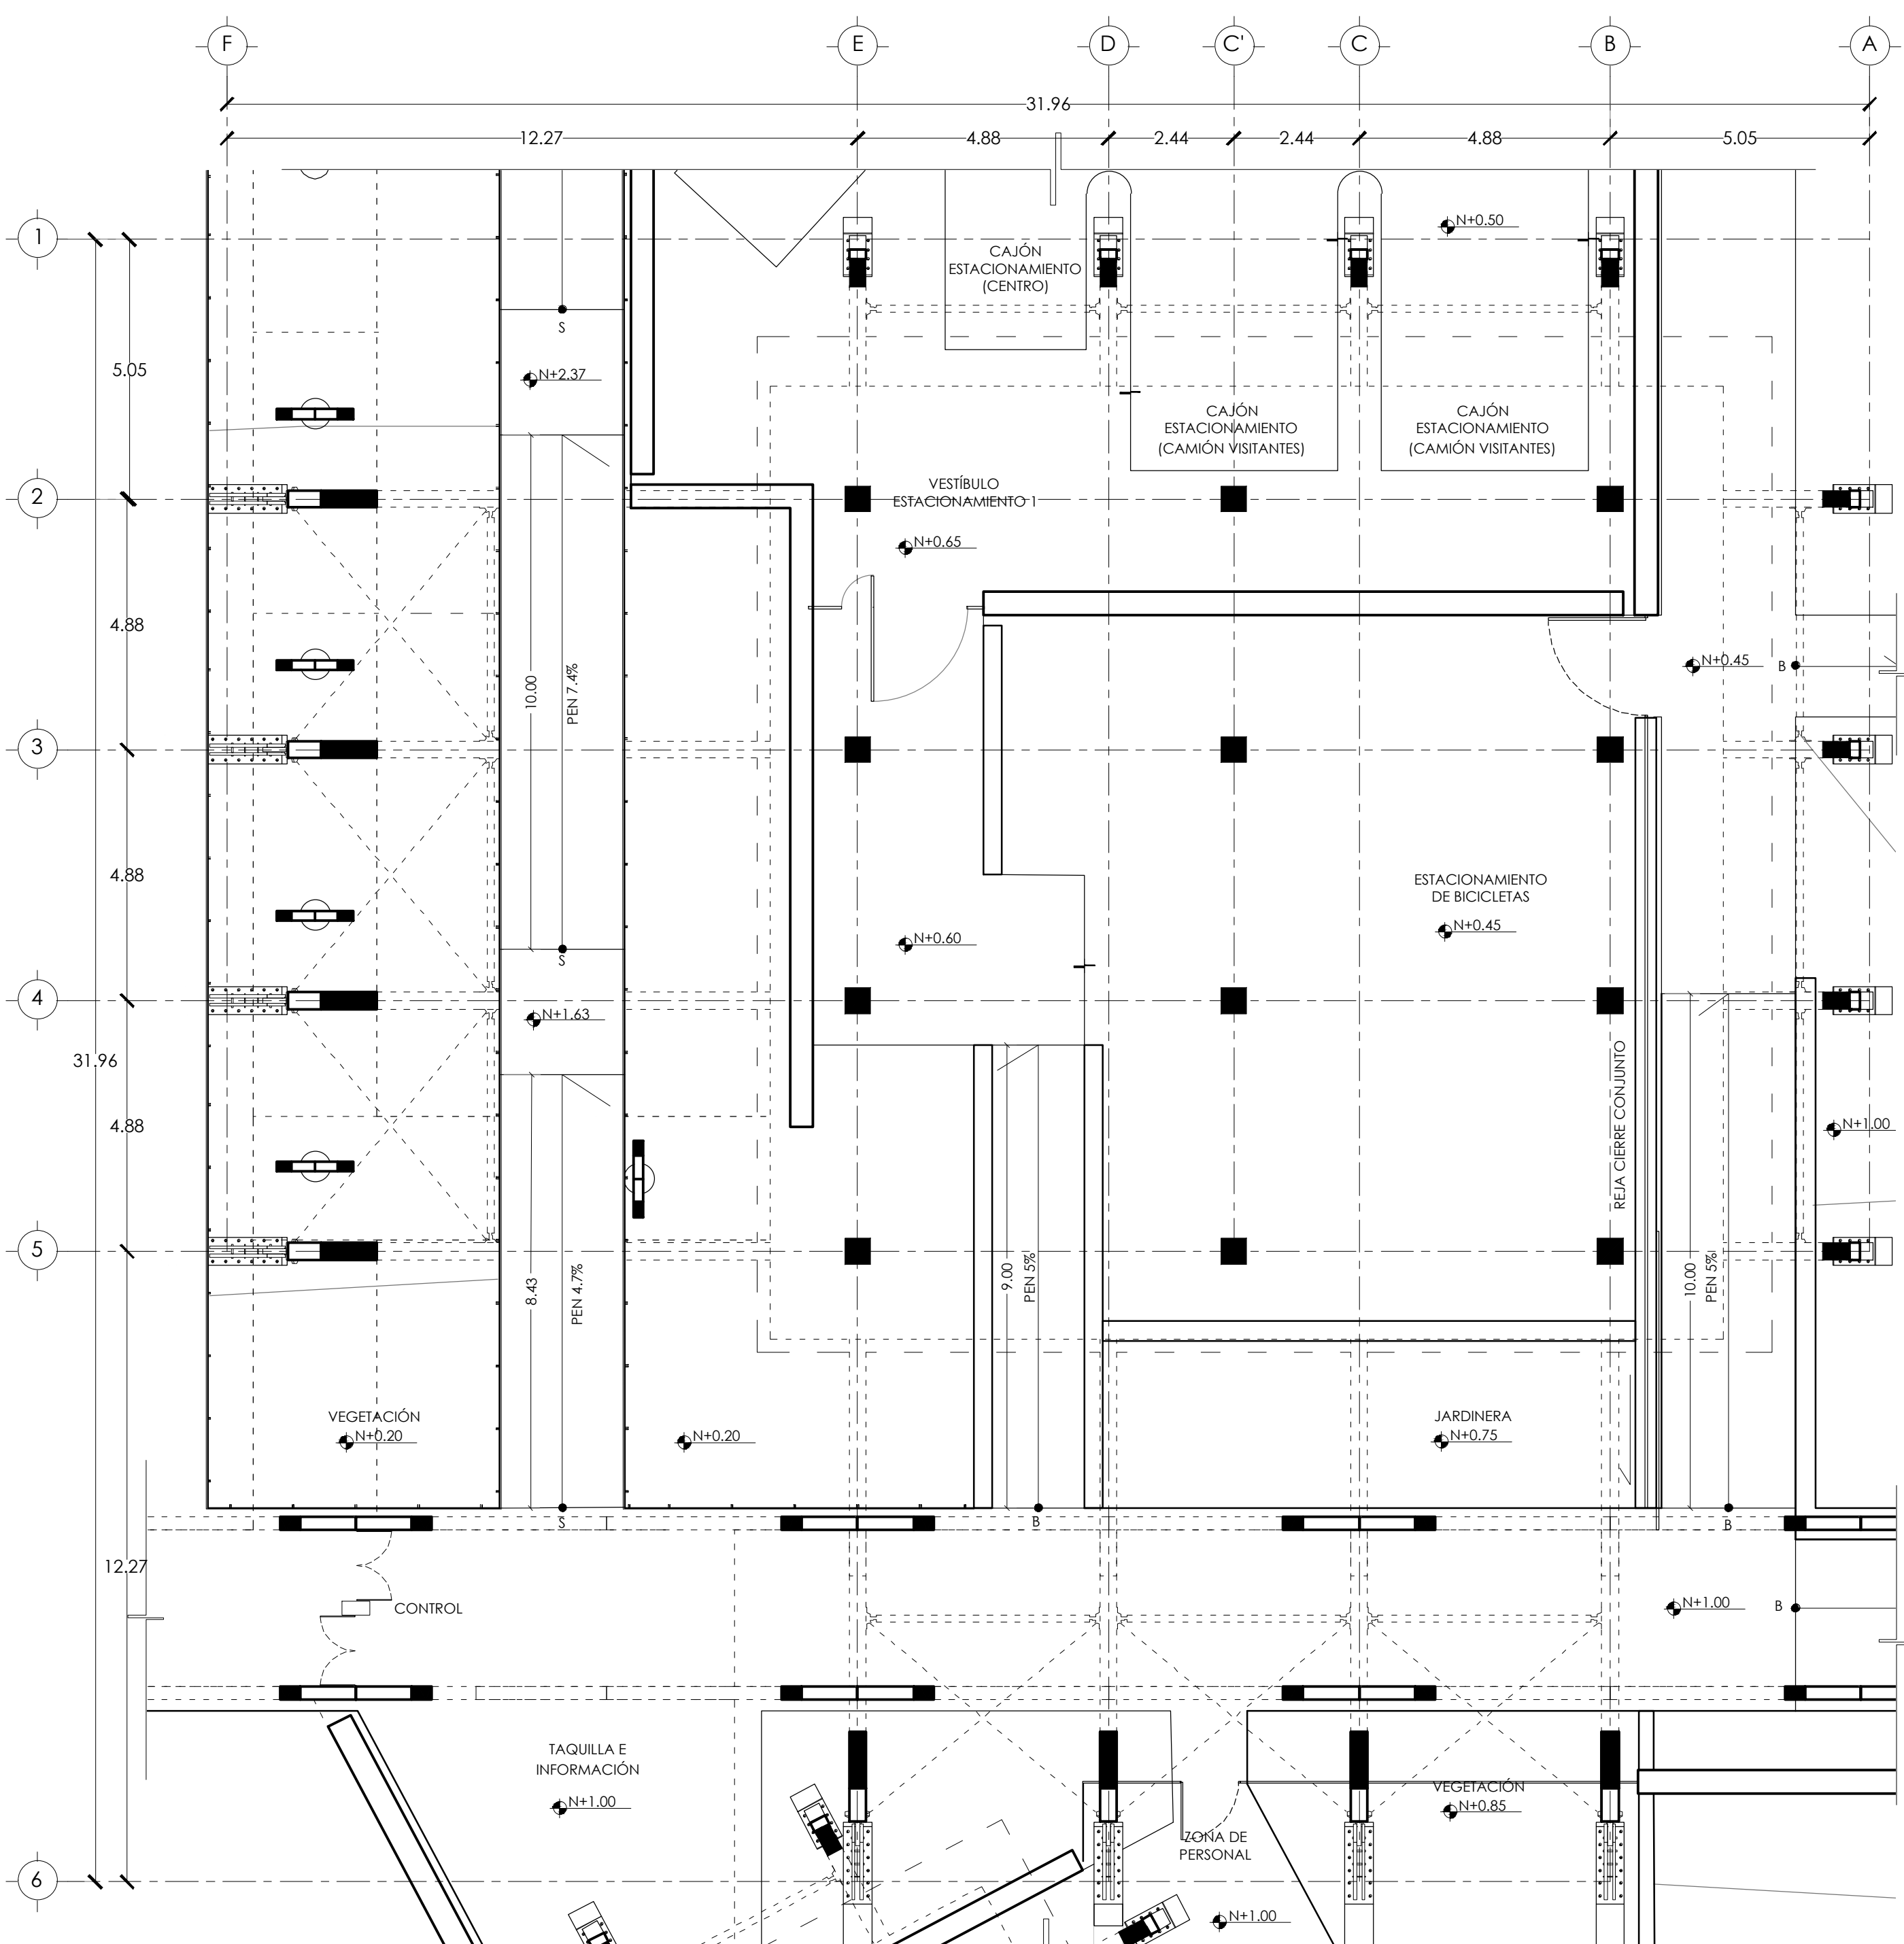 F
E
D
C'
C
B
A
31.96
12.27
4.88
2.44
2.44
4.88
5.05
1
N+0.50
CAJÓN
ESTACIONAMIENTO
(CENTRO)
S
5.05
N+2.37
CAJÓN
ESTACIONAMIENTO
(CAMIÓN VISITANTES)
CAJÓN
ESTACIONAMIENTO
(CAMIÓN VISITANTES)
2
VESTÍBULO
ESTACIONAMIENTO 1
N+0.65
4.88
10.00
PEN 7.4%
N+0.45
B
3
4.88
ESTACIONAMIENTO
DE BICICLETAS
N+0.45
N+0.60
S
4
N+1.63
31.96
4.88
REJA CIERRE CONJUNTO
N+1.00
5
8.43
PEN 4.7%
9.00
PEN 5%
10.00
PEN 5%
VEGETACIÓN
N+0.20
N+0.20
JARDINERA
N+0.75
S
B
B
12.27
CONTROL
N+1.00
B
TAQUILLA E
INFORMACIÓN
N+1.00
VEGETACIÓN
N+0.85
ZONA DE
PERSONAL
6
N+1.00